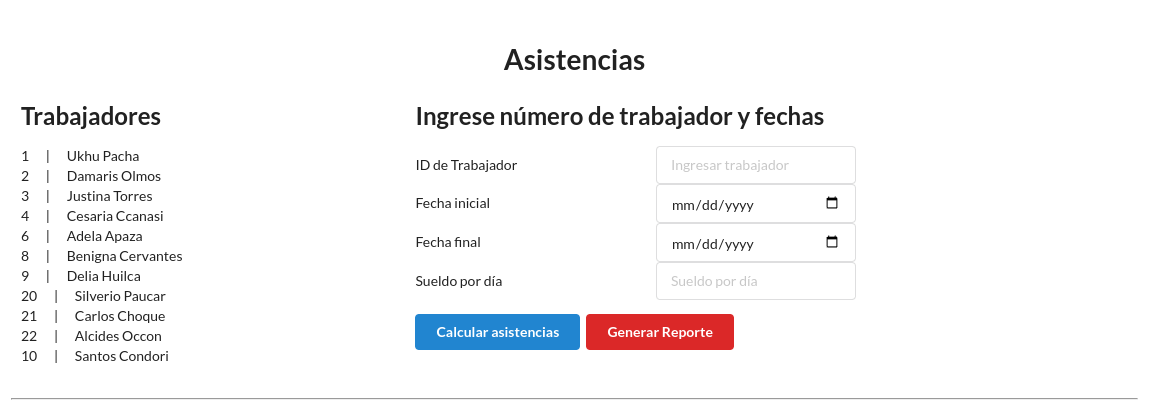 Asistencias
Trabajadores
1 | Ukhu Pacha
2 | Damaris Olmos
3 | Justina Torres
4 | Cesaria Ccanasi
6 | Adela Apaza
8 | Benigna Cervantes
9 | Delia Huilca
20 | Silverio Paucar
21 | Carlos Choque
22 | Alcides Occon
10 | Santos Condori
Ingrese número de trabajador y fechas
ID de Trabajador Ingresar trabajador
Fecha inicial mm/dd/yyyy
Fecha final mm/dd/yyyy
Sueldo por día Sueldo por día
Calcular asistencias Generar Reporte